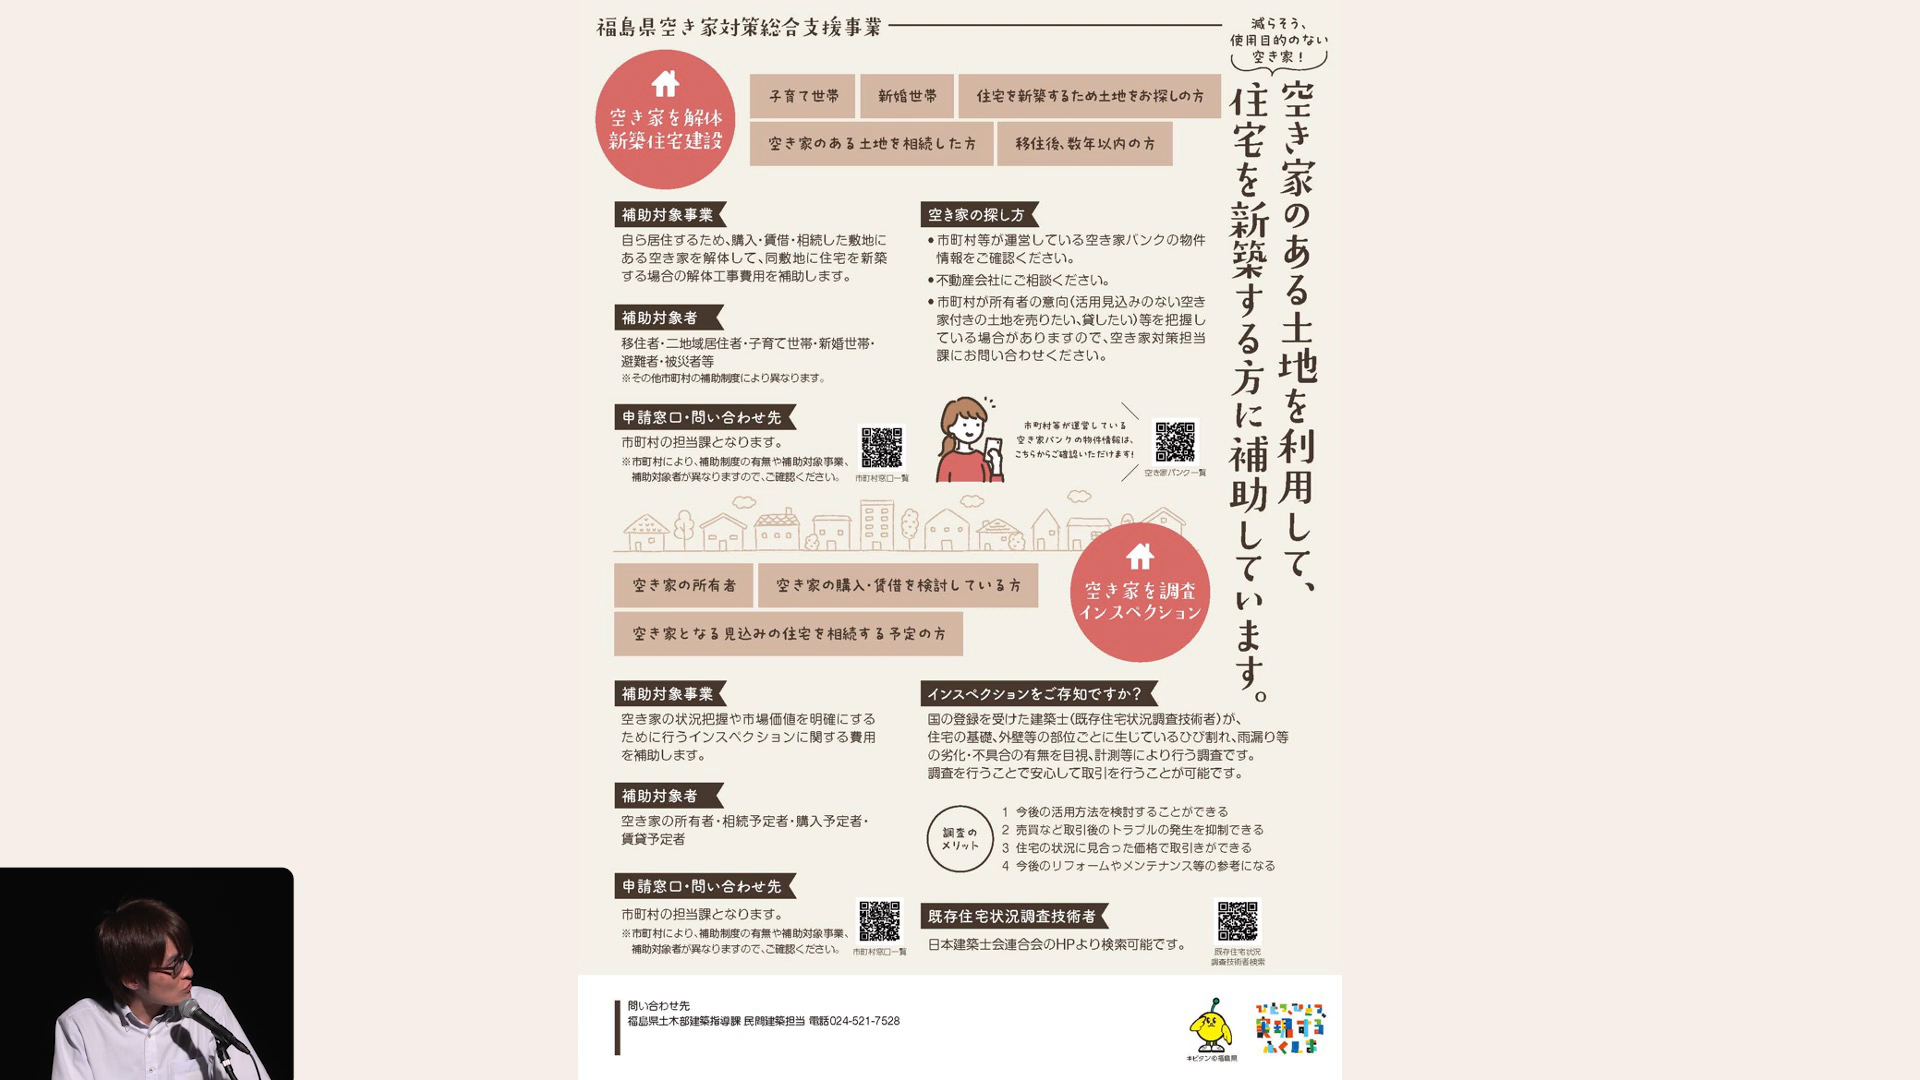 福島県空き家対策総合支援事業
減らそう、
使用目的のない
空き家！
空き家のある土地を利用して、
住宅を新築する方に補助しています。
空き家を解体
新築住宅建設
子育て世帯
新婚世帯
住宅を新築するため土地をお探しの方
空き家のある土地を相続した方
移住後、数年以内の方
補助対象事業
自ら居住するため、購入・賃借・相続した敷地に
ある空き家を解体して、同敷地に住宅を新築
する場合の解体工事費用を補助します。
補助対象者
移住者・二地域居住者・子育て世帯・新婚世帯・
避難者・被災者等
※その他市町村の補助制度により異なります。
申請窓口・問い合わせ先
市町村の担当課となります。
※市町村により、補助制度の有無や補助対象事業、
補助対象者が異なりますので、ご確認ください。
市町村窓口一覧
空き家の探し方
●市町村等が運営している空き家バンクの物件
情報をご確認ください。
●不動産会社にご相談ください。
●市町村が所有者の意向(活用見込みのない空き
家付きの土地を売りたい、貸したい)等を把握し
ている場合がありますので、空き家対策担当
課にお問い合わせください。
市町村等が運営している
空き家バンクの物件情報は、
こちらからご確認いただけます！
空き家バンク一覧
空き家の所有者
空き家の購入・賃借を検討している方
空き家となる見込みの住宅を相続する予定の方
空き家を調査
インスペクション
補助対象事業
空き家の状況把握や市場価値を明確にする
ために行うインスペクションに関する費用
を補助します。
補助対象者
空き家の所有者・相続予定者・購入予定者・
賃貸予定者
申請窓口・問い合わせ先
市町村の担当課となります。
※市町村により、補助制度の有無や補助対象事業、
補助対象者が異なりますので、ご確認ください。
市町村窓口一覧
インスペクションをご存知ですか？
国の登録を受けた建築士(既存住宅状況調査技術者)が、
住宅の基礎、外壁等の部位ごとに生じているひび割れ、雨漏り等
の劣化・不具合の有無を目視、計測等により行う調査です。
調査を行うことで安心して取引を行うことが可能です。
調査の
メリット
1 今後の活用方法を検討することができる
2 売買など取引後のトラブルの発生を抑制できる
3 住宅の状況に見合った価格で取引きができる
4 今後のリフォームやメンテナンス等の参考になる
既存住宅状況調査技術者
日本建築士会連合会のHPより検索可能です。
既存住宅状況
調査技術者検索
問い合わせ先
福島県土木部建築指導課 民間建築担当 電話024-521-7528
キビタン©福島県
ひとつ、ひとつ、
実現する
ふくしま